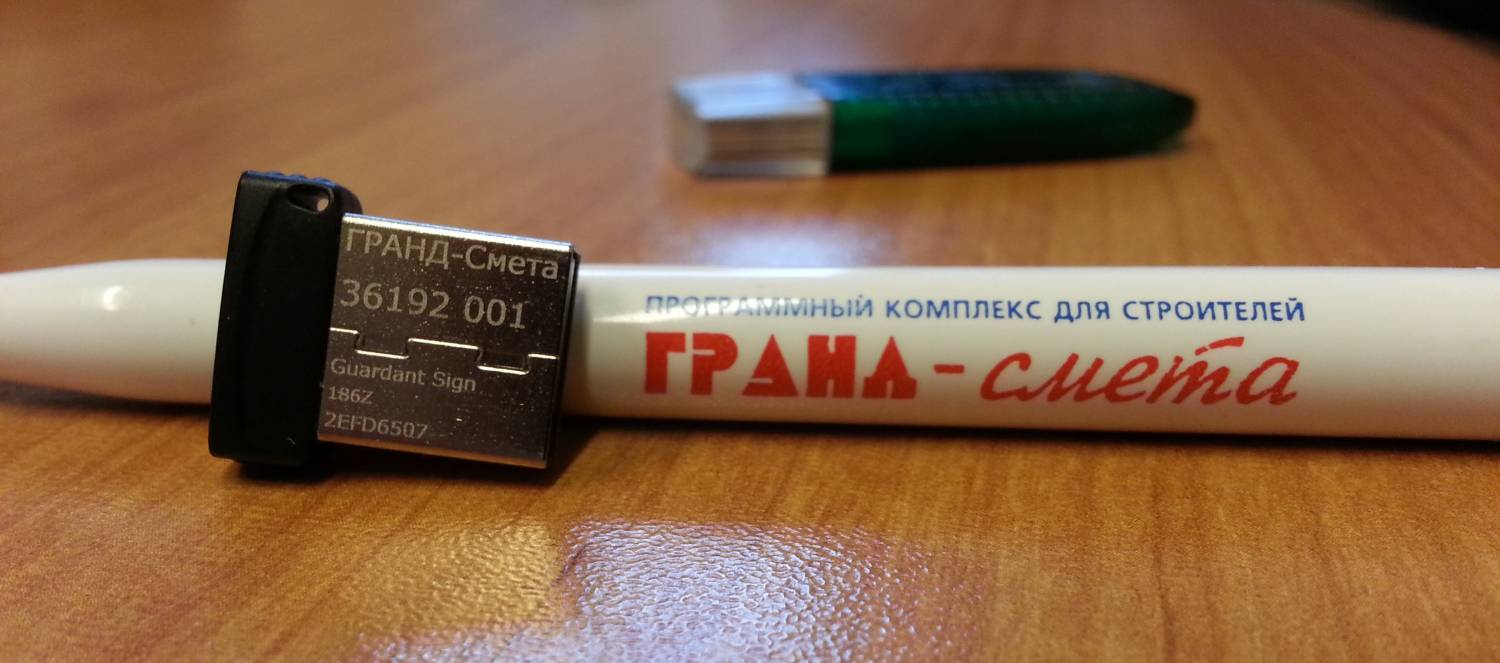 ГРАНД-Смета
36192 001
Guardant Sign
186Z
2EFD6507
ПРОГРАММНЫЙ КОМПЛЕКС ДЛЯ СТРОИТЕЛЕЙ
ГРАНД-смета